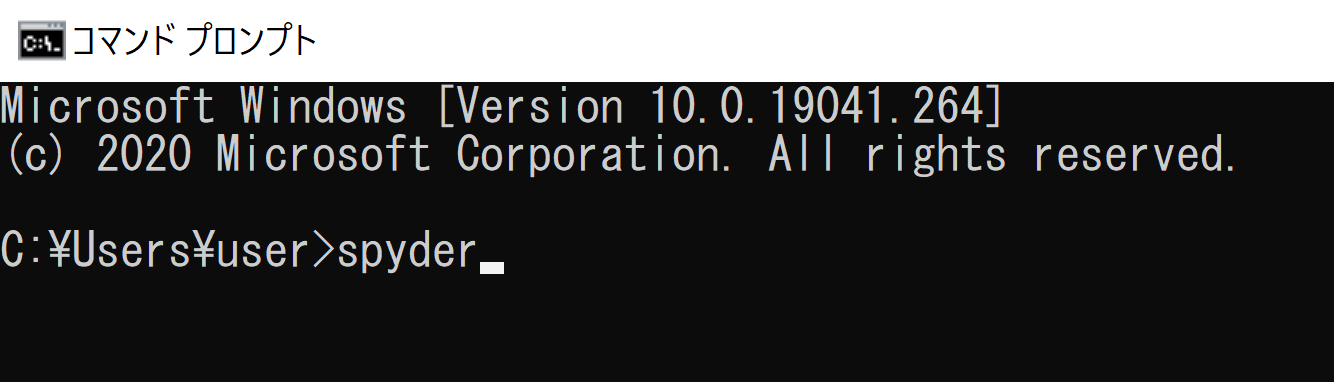 コマンド プロンプト
Microsoft Windows [Version 10.0.19041.264]
(c) 2020 Microsoft Corporation. All rights reserved.
C:¥Users¥user>spyder